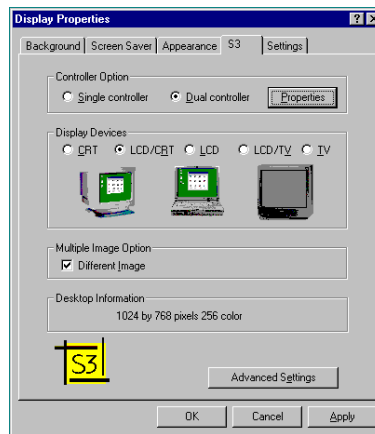 Display Properties
Background Screen Saver Appearance S3 Settings
Controller Option
Single controller Dual controller Properties
Display Devices
CRT LCD/CRT LCD LCD/TV TV
Multiple Image Option
Different Image
Desktop Information
1024 by 768 pixels 256 color
S3
Advanced Settings
OK Cancel Apply